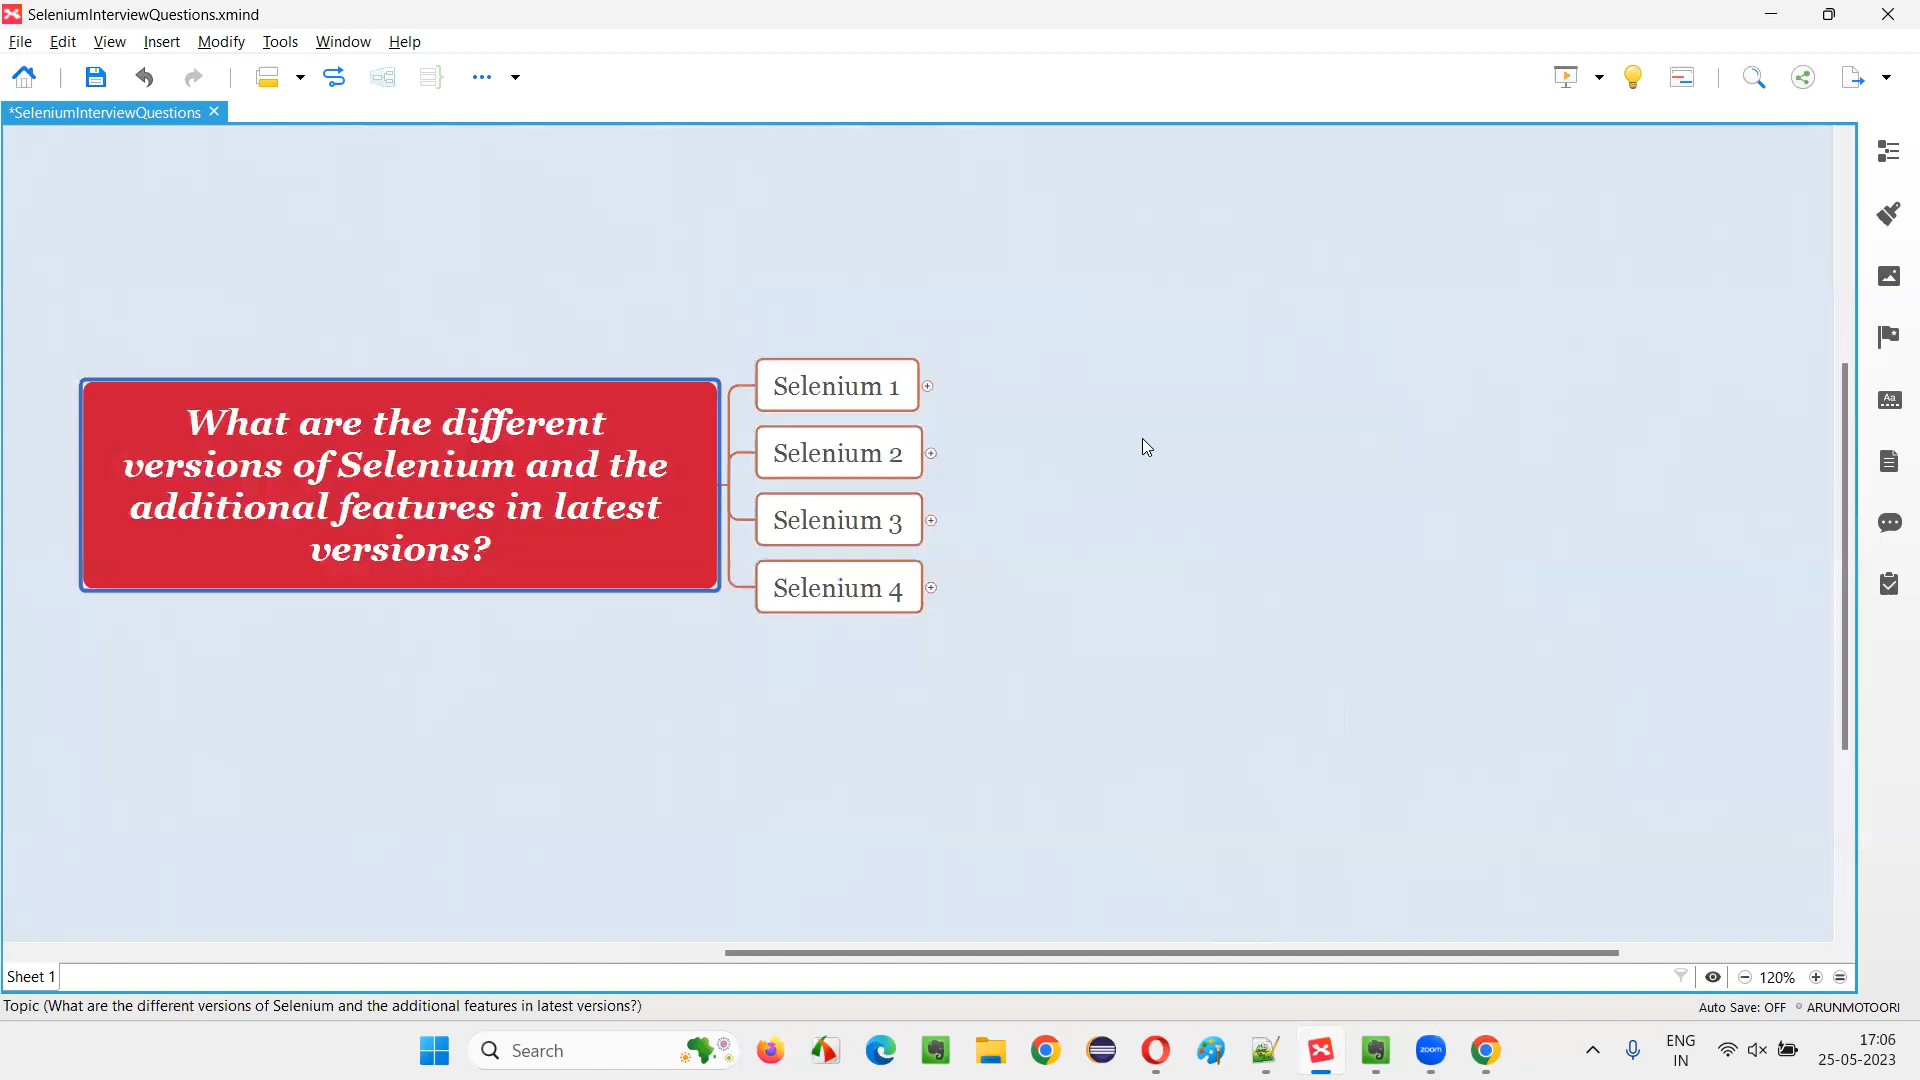 SeleniumInterviewQuestions.xmind
File Edit View Insert Modify Tools Window Help
*SeleniumInterviewQuestions
What are the different
versions of Selenium and the
additional features in latest
versions?
Selenium 1
Selenium 2
Selenium 3
Selenium 4
Aa
Sheet 1
120%
Topic (What are the different versions of Selenium and the additional features in latest versions?)
Auto Save: OFF
ARUNMOTOORI
Search
zoom
ENG
IN
17:06
25-05-2023